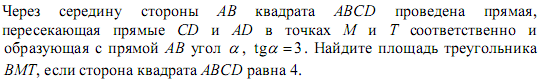 Через середину стороны AB квадрата ABCD проведена прямая,
пересекающая прямые CD и AD в точках M и T соответственно и
образующая с прямой AB угол α, tgα = 3. Найдите площадь треугольника
BMT, если сторона квадрата ABCD равна 4.